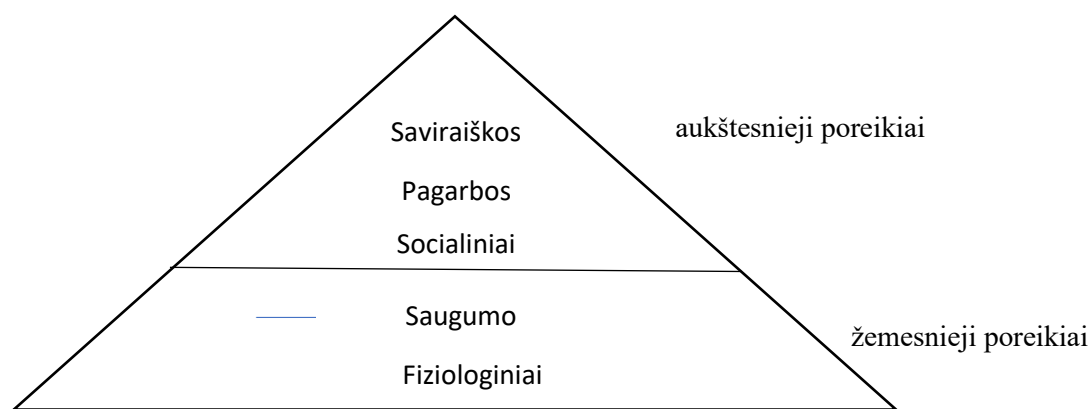 Saviraiškos
aukštesnieji poreikiai
Pagarbos
Socialiniai
Saugumo
žemesnieji poreikiai
Fiziologiniai